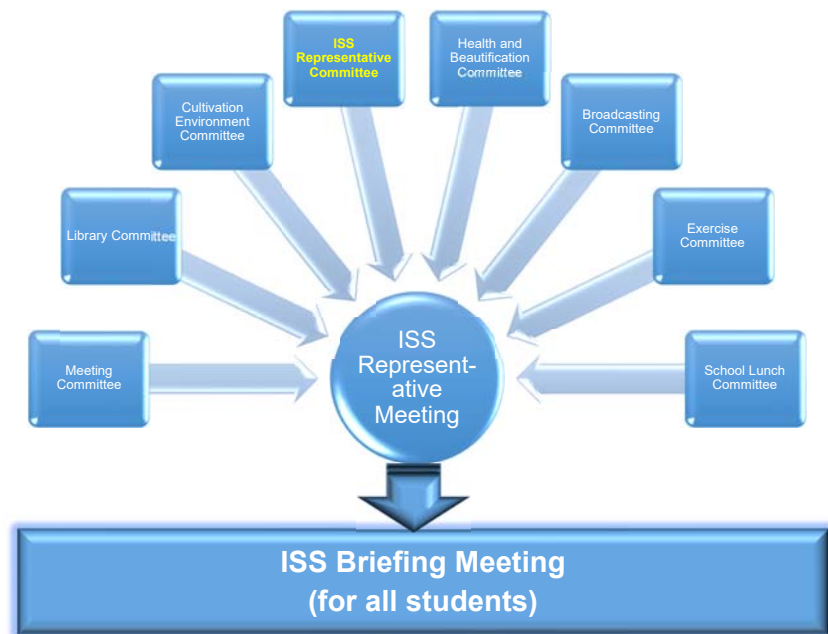 ISS
Representative
Committee
Health and
Beautification
Committee
Cultivation
Environment
Committee
Broadcasting
Committee
Library Committee
Exercise
Committee
Meeting
Committee
School Lunch
Committee
ISS
Represent-
ative
Meeting
ISS Briefing Meeting
(for all students)